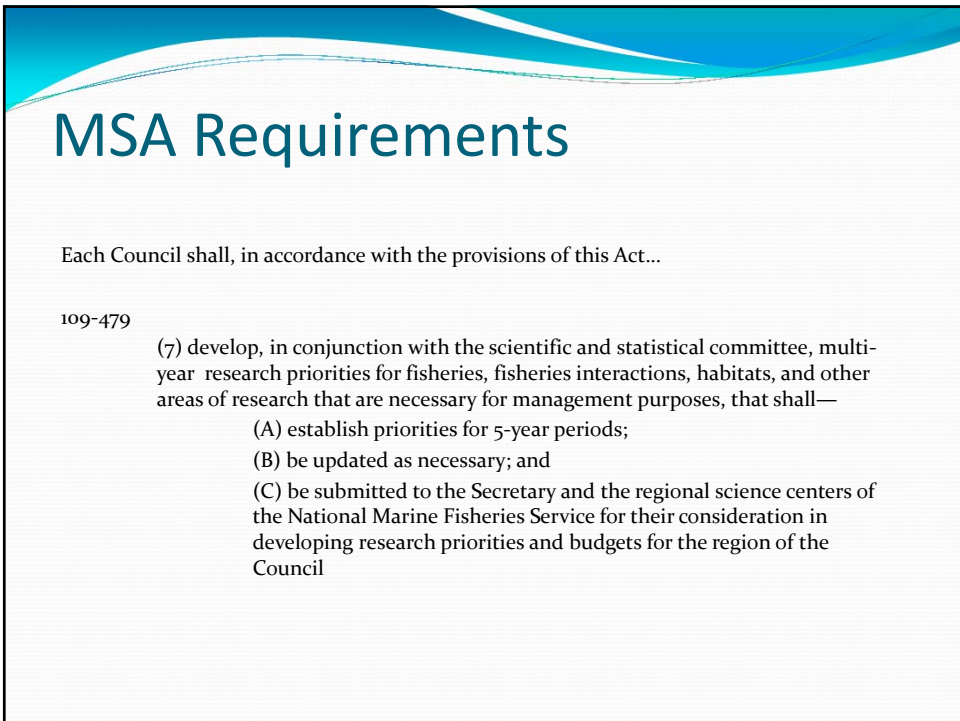 MSA Requirements
Each Council shall, in accordance with the provisions of this Act…
109-479
(7) develop, in conjunction with the scientific and statistical committee, multi-
year research priorities for fisheries, fisheries interactions, habitats, and other
areas of research that are necessary for management purposes, that shall—
(A) establish priorities for 5-year periods;
(B) be updated as necessary; and
(C) be submitted to the Secretary and the regional science centers of
the National Marine Fisheries Service for their consideration in
developing research priorities and budgets for the region of the
Council